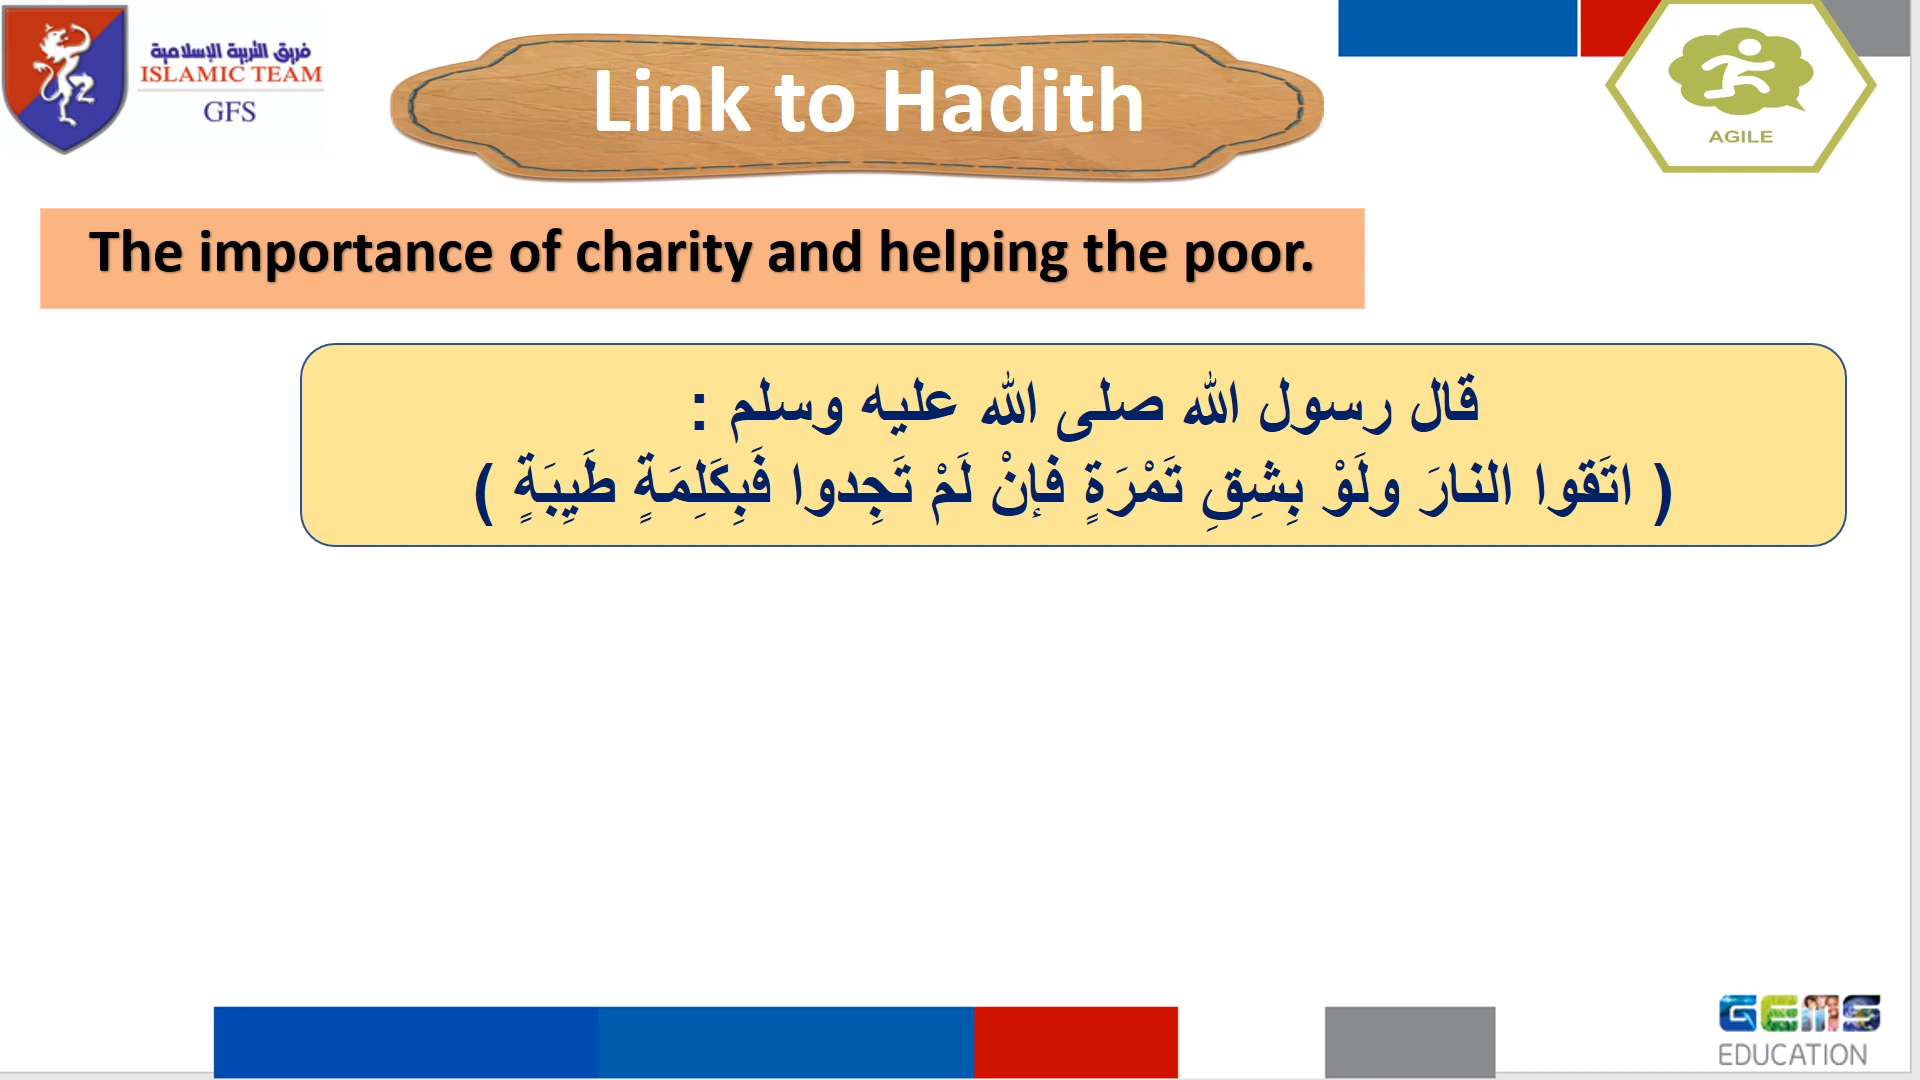 فريق التربية الإسلامية
ISLAMIC TEAM
GFS
Link to Hadith
AGILE
The importance of charity and helping the poor.
قال رسول الله صلى الله عليه وسلم :
( اتَقوا النارَ ولَوْ بِشِقِ تَمْرَةٍ فإنْ لَمْ تَجِدوا فَبِكَلِمَةٍ طَيِبَةٍ )
GEMS
EDUCATION